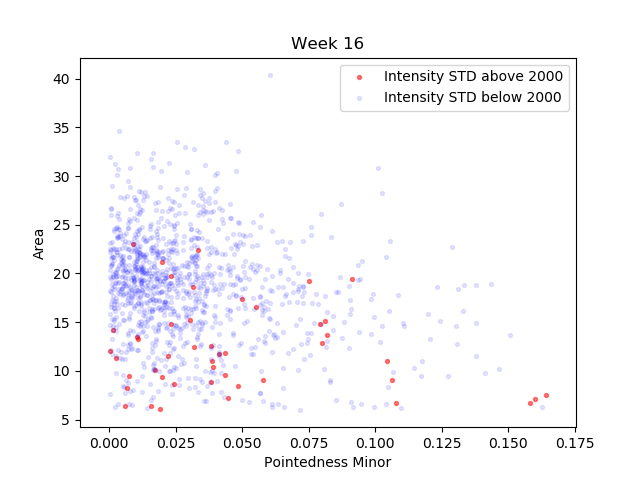 Week 16
Intensity STD above 2000
Intensity STD below 2000
40
35
30
25
20
15
10
5
Area
0.000 0.025 0.050 0.075 0.100 0.125 0.150 0.175
Pointedness Minor